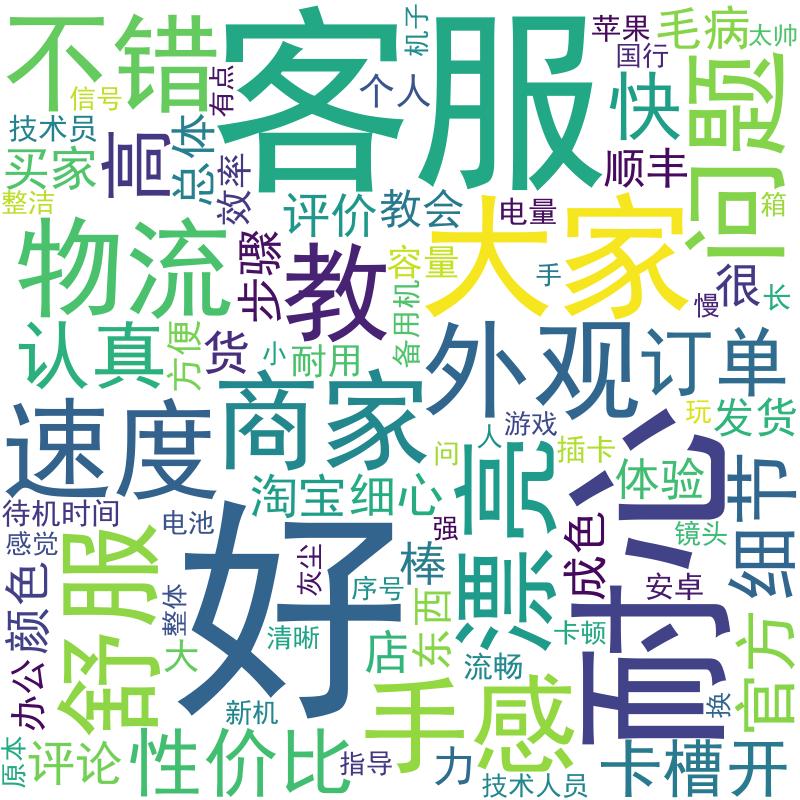 不错
客服
机子
苹果
毛病
太帅
国行
信号
有点
个人
快
问题
技术员
高
总体
买家
效率
顺丰
整洁
评价
教会
电量
大家
箱
物流
步骤
教
容量
手
很
长
慢
备用机
认真
方便
货
小
耐用
外观
订单
商家
速度
游戏
玩
发货
人
问
插卡
耐心
漂亮
体验
细节
淘宝
细心
待机时间
电池
好
强
成色
镜头
感觉
舒服
灰尘
棒
序号
东西
安卓
颜色
整体
清晰
卡顿
官方
大
店
流畅
办公
手感
换
新机
原本
评论
性价比
指导
力
技术人员
卡槽开